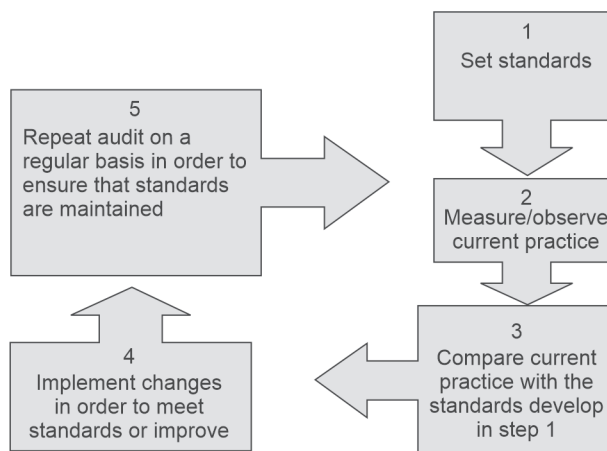 1
Set standards
2
Measure/observe
current practice
3
Compare current
practice with the
standards develop
in step 1
4
Implement changes
in order to meet
standards or improve
5
Repeat audit on a
regular basis in order to
ensure that standards
are maintained